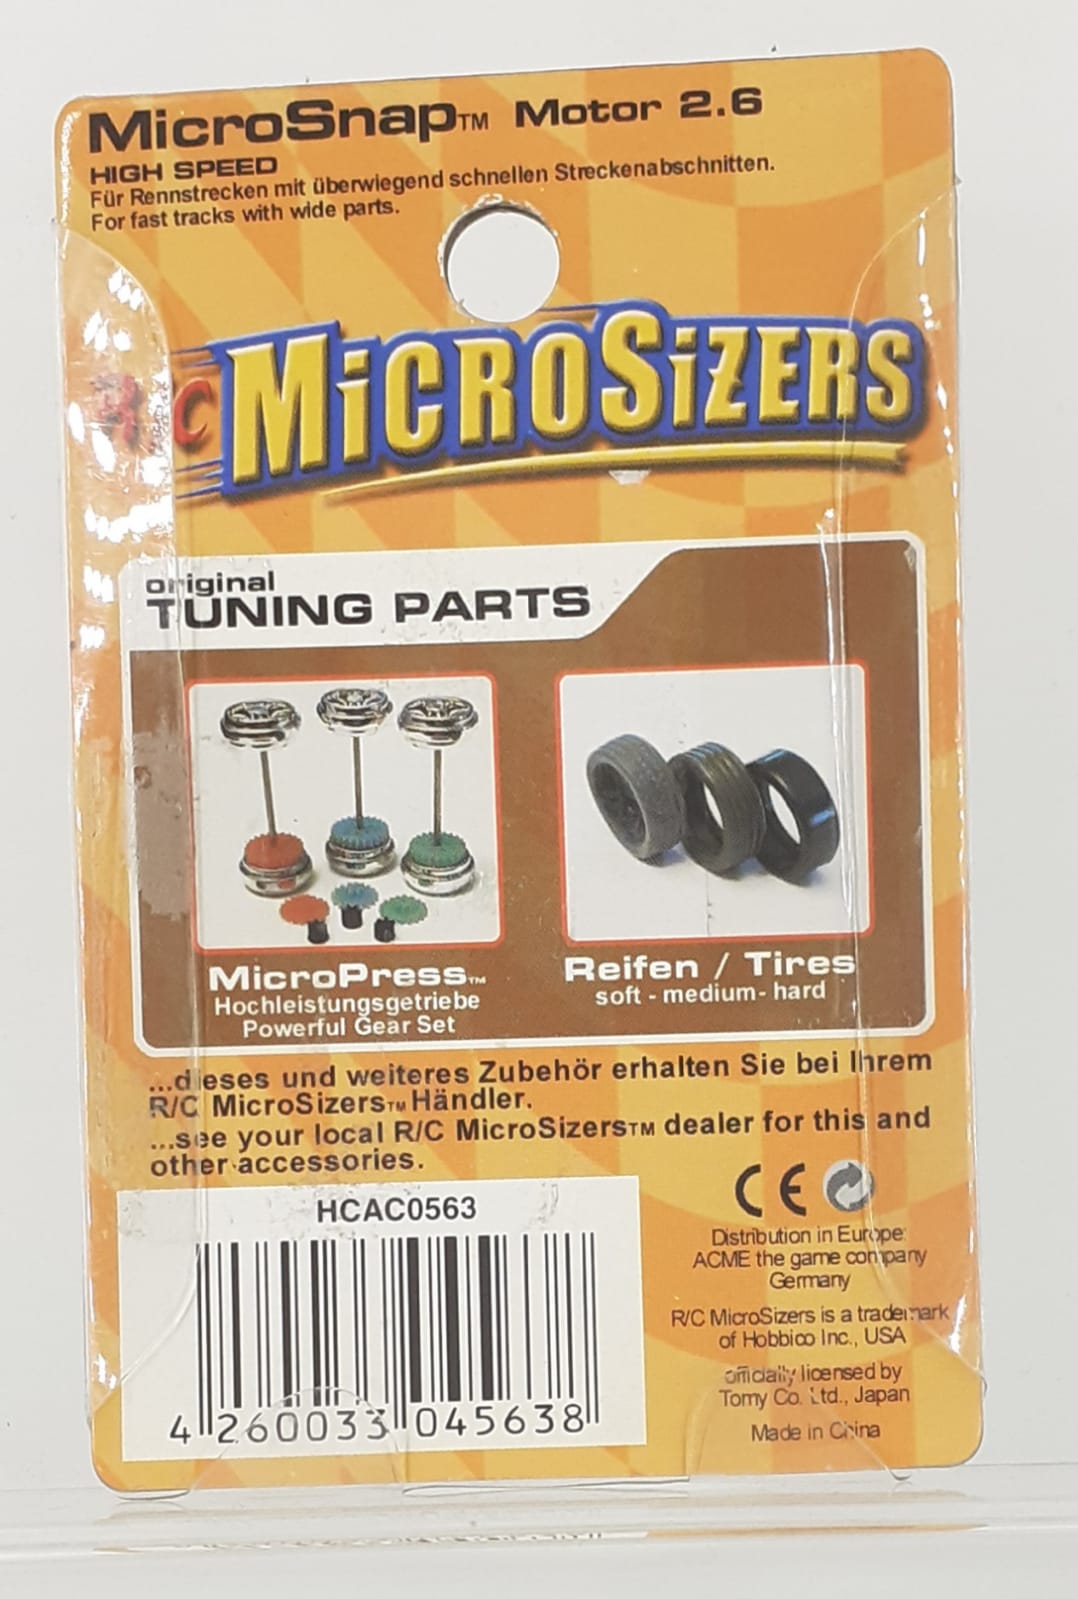 MicroSnap™ Motor 2.6
HIGH SPEED
Für Rennstrecken mit überwiegend schnellen Streckenabschnitten.
For fast tracks with wide parts.
R/C MiCROSiZERS
original
TUNING PARTS
MicroPress™
Hochleistungsgetriebe
Powerful Gear Set
Reifen / Tires
soft - medium- hard
...dieses und weiteres Zubehör erhalten Sie bei Ihrem
R/C MicroSizers™ Händler.
...see your local R/C MicroSizers™ dealer for this and
other accessories.
HCAC0563
4 260033 045638
CE
Distribution in Europe:
ACME the game company
Germany
R/C MicroSizers is a trademark
of Hobbico Inc., USA
officially licensed by
Tomy Co. Ltd., Japan
Made in China